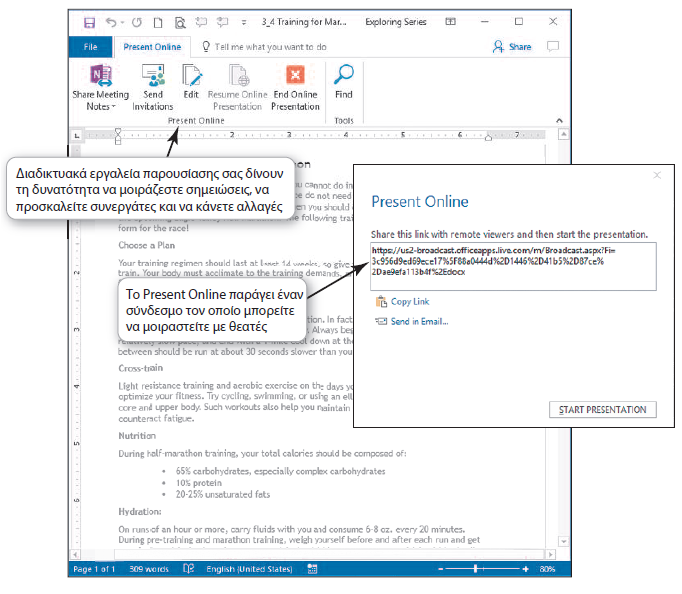 3_4 Training for Mar... Exploring Series
File Present Online Tell me what you want to do Share
Share Meeting Notes
Send Invitations
Edit
Resume Online Presentation
End Online Presentation
Find
Present Online Tools
1 2 3 4 5 6 7
Διαδικτυακά εργαλεία παρουσίασης σας δίνουν
τη δυνατότητα να μοιράζεστε σημειώσεις, να
προσκαλείτε συνεργάτες και να κάνετε αλλαγές
form for the race!
Choose a Plan
Your training regimen should last at least 14 weeks, so give
train. Your body must acclimate to the training demands,
Το Present Online παράγει έναν
σύνδεσμο τον οποίο μπορείτε
να μοιραστείτε με θεατές
between should be run at about 30 seconds slower than you
Cross-train
Light resistance training and aerobic exercise on the days yo
optimize your fitness. Try cycling, swimming, or using an ell
core and upper body. Such workouts also help you maintain
counteract fatigue.
Nutrition
During half-marathon training, your total calories should be composed of:
• 65% carbohydrates, especially complex carbohydrates
• 10% protein
• 20-25% unsaturated fats
Hydration:
On runs of an hour or more, carry fluids with you and consume 6-8 oz. every 20 minutes.
During pre-training and marathon training, weigh yourself before and after each run and get
Present Online
Share this link with remote viewers and then start the presentation.
https://us2-broadcast.officeapps.live.com/m/Broadcast.aspx?Fi=
3c956d9ed69ece17%5F88a0444d%2D1446%2D41b5%2D87ce%
2Dae9efa113b4f%2Edocx
Copy Link
Send in Email...
START PRESENTATION
Page 1 of 1 309 words English (United States) 80%